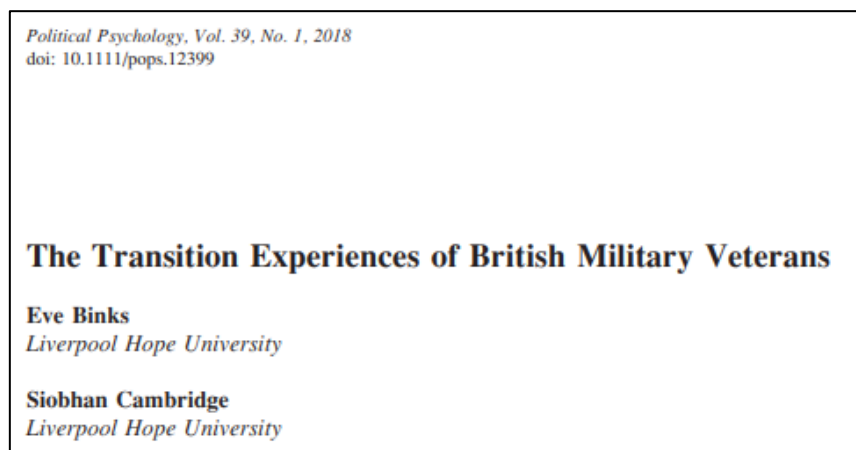 Political Psychology, Vol. 39, No. 1, 2018
doi: 10.1111/pops.12399
The Transition Experiences of British Military Veterans
Eve Binks
Liverpool Hope University
Siobhan Cambridge
Liverpool Hope University